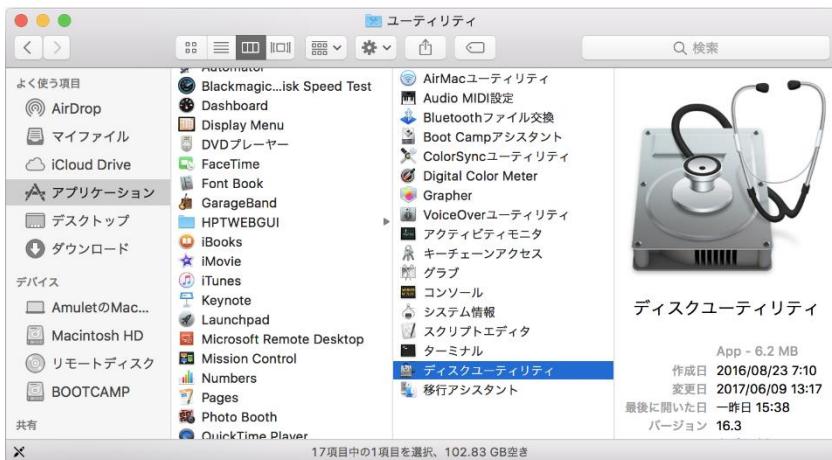 ユーティリティ
検索
よく使う項目
AirDrop
マイファイル
iCloud Drive
アプリケーション
デスクトップ
ダウンロード
デバイス
AmuletのMac...
Macintosh HD
リモートディスク
BOOTCAMP
共有
Automator
Blackmagic...isk Speed Test
Dashboard
Display Menu
DVDプレーヤー
FaceTime
Font Book
GarageBand
HPTWEBGUI
iBooks
iMovie
iTunes
Keynote
Launchpad
Microsoft Remote Desktop
Mission Control
Numbers
Pages
Photo Booth
QuickTime Player
AirMacユーティリティ
Audio MIDI設定
Bluetoothファイル交換
Boot Campアシスタント
ColorSyncユーティリティ
Digital Color Meter
Grapher
VoiceOverユーティリティ
アクティビティモニタ
キーチェーンアクセス
グラブ
コンソール
システム情報
スクリプトエディタ
ターミナル
ディスクユーティリティ
移行アシスタント
ディスクユーティリティ
App - 6.2 MB
作成日 2016/08/23 7:10
変更日 2017/06/09 13:17
最後に開いた日 一昨日 15:38
バージョン 16.3
17項目中の1項目を選択、102.83 GB空き